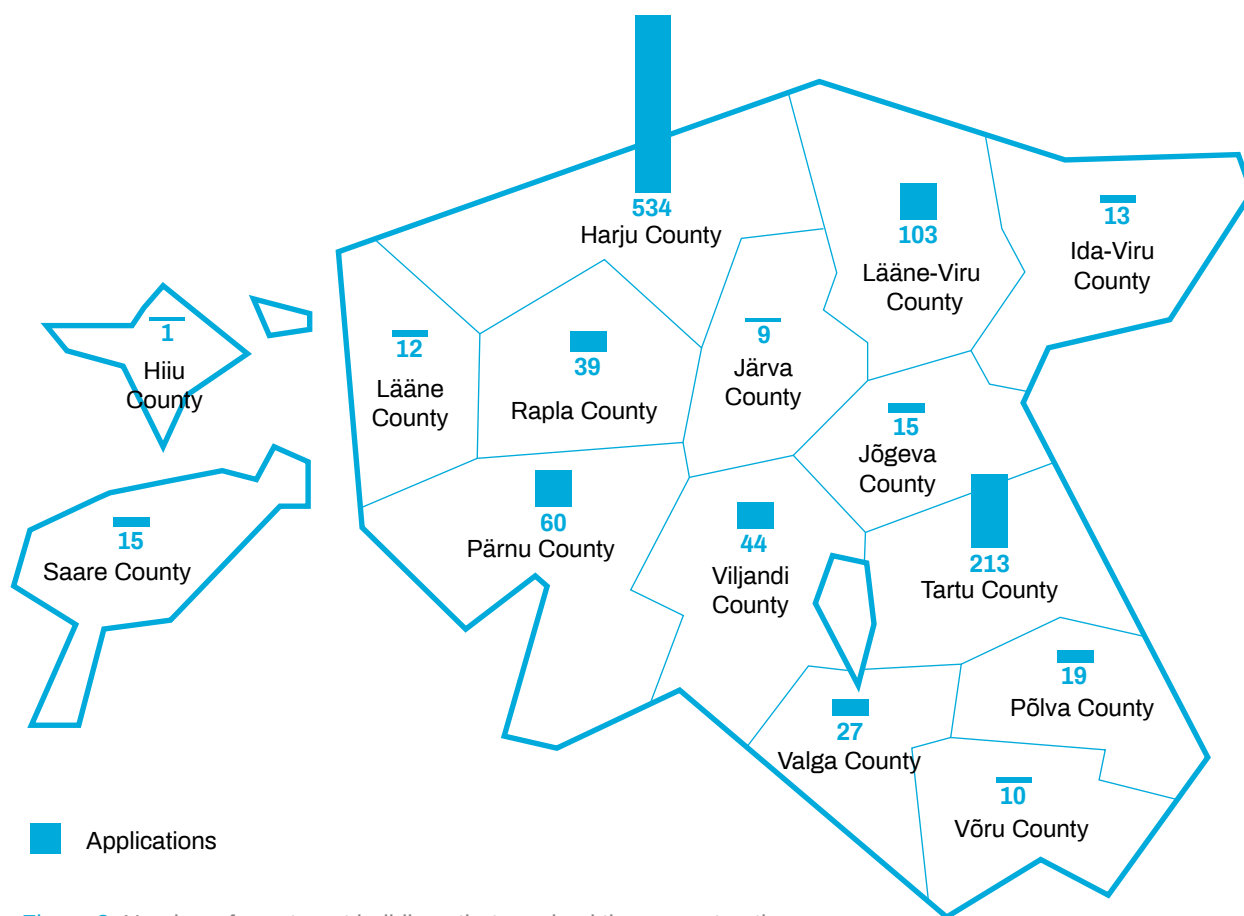 534
Harju County
103
Lääne-Viru
County
13
Ida-Viru
County
1
Hiiu
County
12
Lääne
County
39
Rapla County
9
Järva
County
15
Jõgeva
County
15
Saare County
60
Pärnu County
44
Viljandi
County
213
Tartu County
19
Põlva County
27
Valga County
10
Võru County
Applications